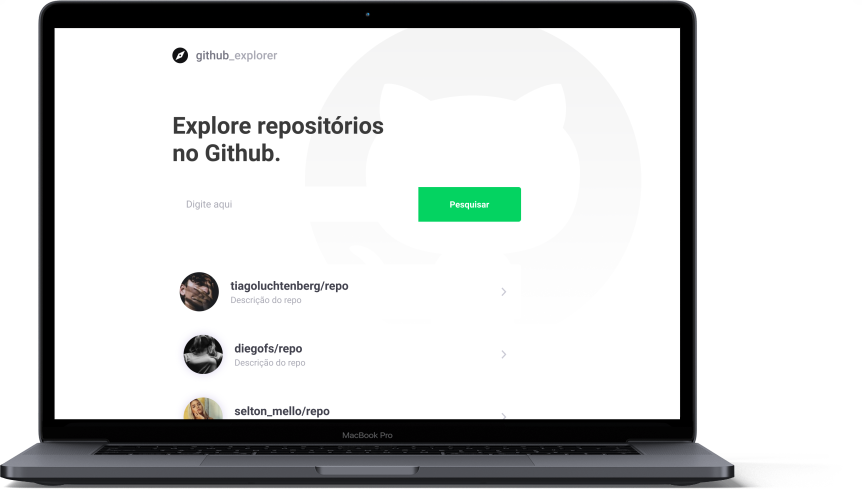 github_explorer
Explore repositórios
no Github.
Digite aqui
Pesquisar
tiagoluchtenberg/repo
Descrição do repo
diegofs/repo
Descrição do repo
selton_mello/repo
MacBook Pro